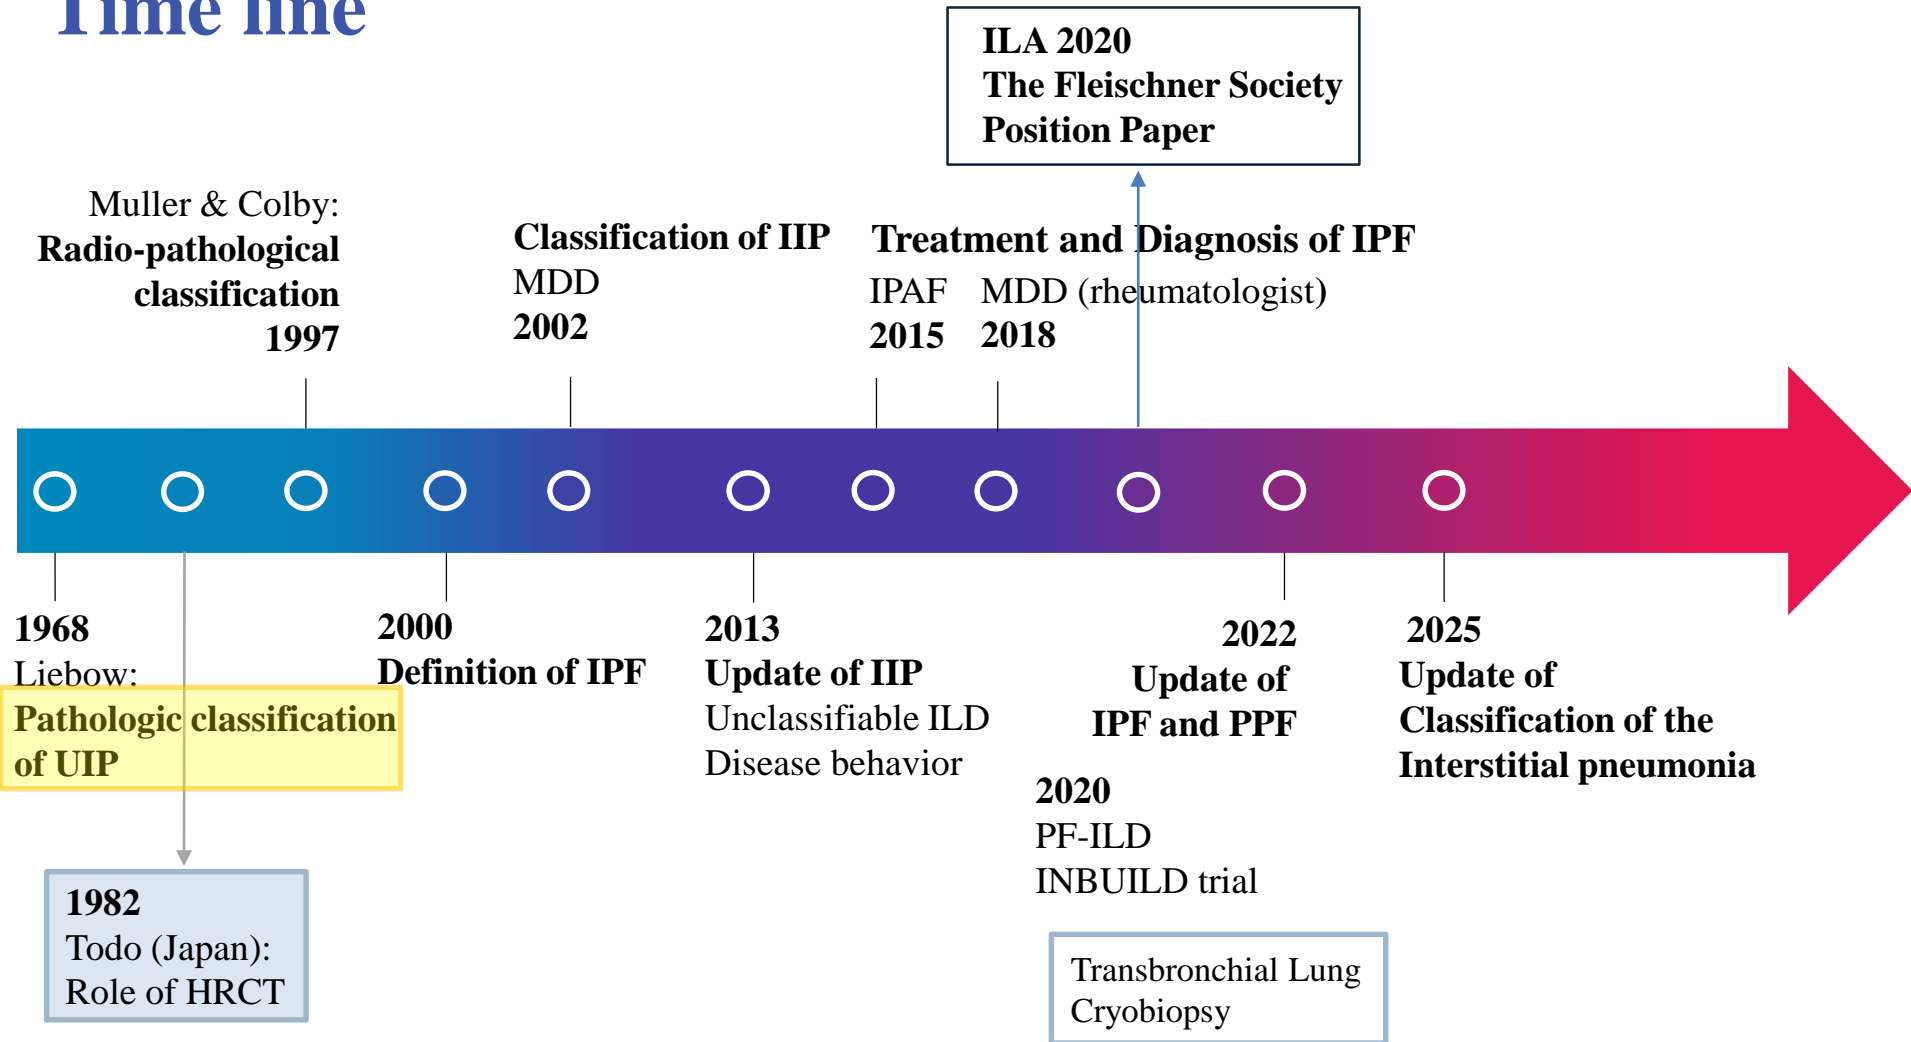 Time line
ILA 2020
The Fleischner Society
Position Paper
Muller & Colby:
Radio-pathological
classification
1997
Classification of IIP
MDD
2002
Treatment and Diagnosis of IPF
IPAF
2015
MDD (rheumatologist)
2018
1968
Liebow:
Pathologic classification
of UIP
1982
Todo (Japan):
Role of HRCT
2000
Definition of IPF
2013
Update of IIP
Unclassifiable ILD
Disease behavior
2022
Update of
IPF and PPF
2020
PF-ILD
INBUILD trial
Transbronchial Lung
Cryobiopsy
2025
Update of
Classification of the
Interstitial pneumonia